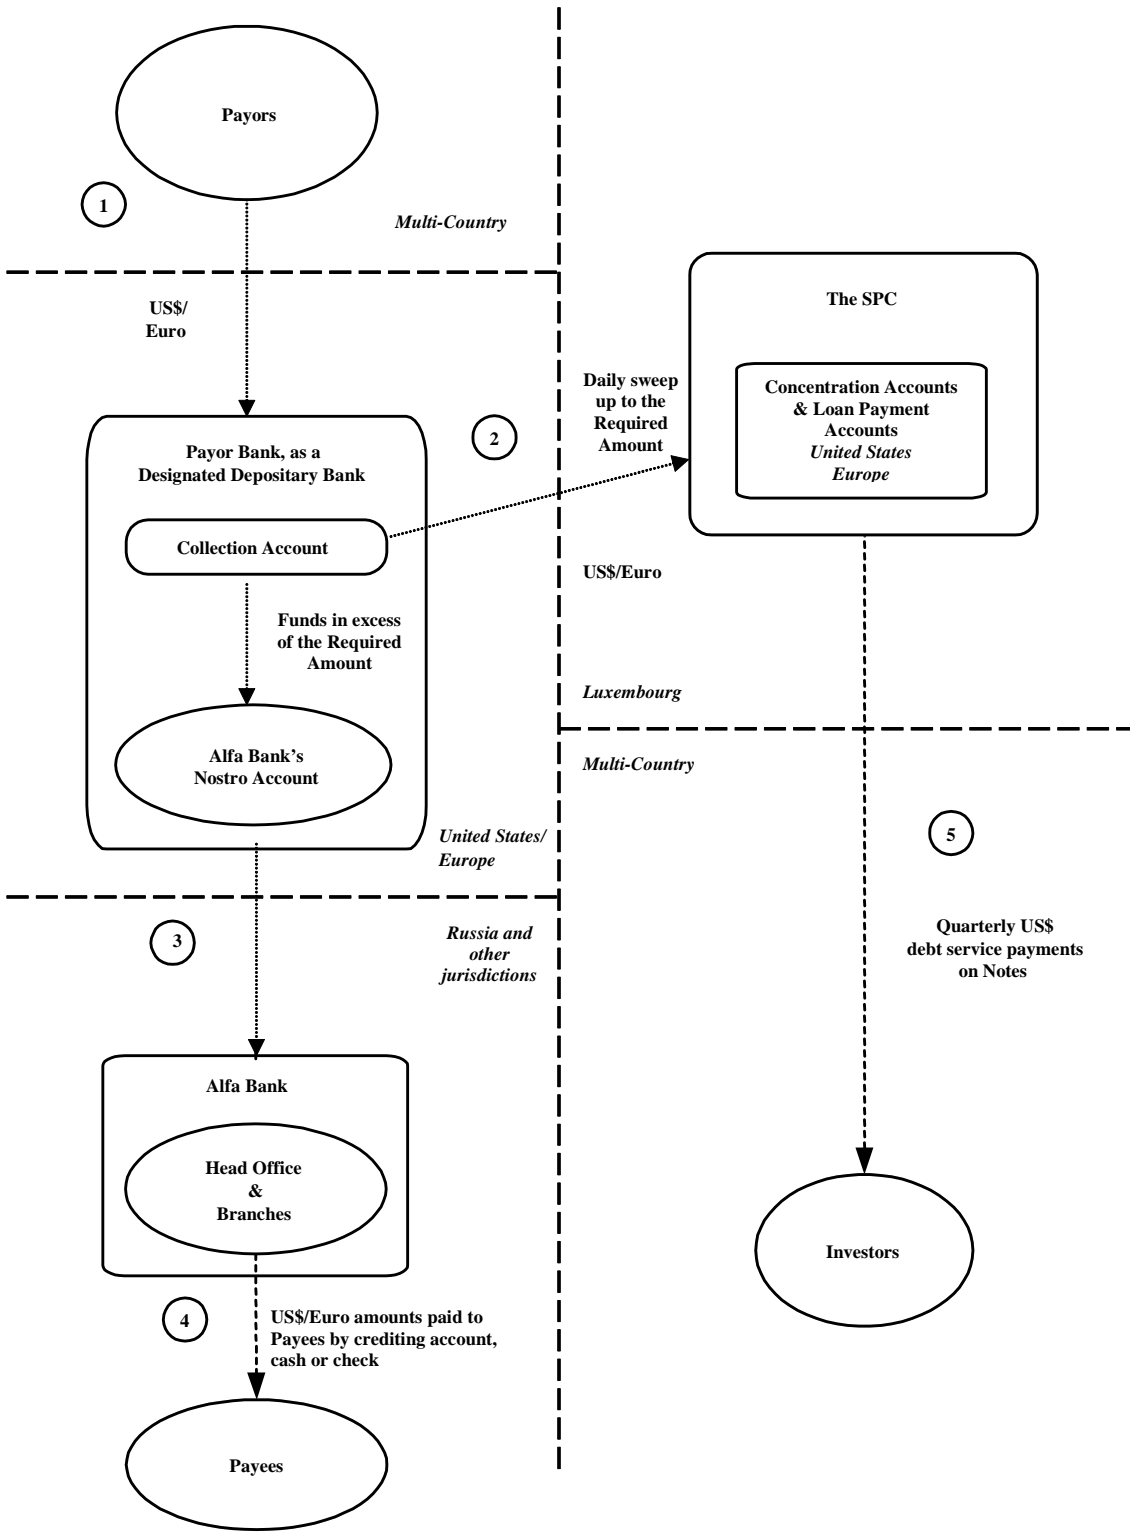 Payors
1
Multi-Country
US$/
Euro
Payor Bank, as a
Designated Depositary Bank
2
Collection Account
Funds in excess
of the Required
Amount
Alfa Bank's
Nostro Account
United States/
Europe
3
Russia and
other
jurisdictions
Alfa Bank
Head Office
&
Branches
4
US$/Euro amounts paid to
Payees by crediting account,
cash or check
Payees
The SPC
Daily sweep
up to the
Required
Amount
Concentration Accounts
& Loan Payment
Accounts
United States
Europe
US$/Euro
Luxembourg
Multi-Country
5
Quarterly US$
debt service payments
on Notes
Investors